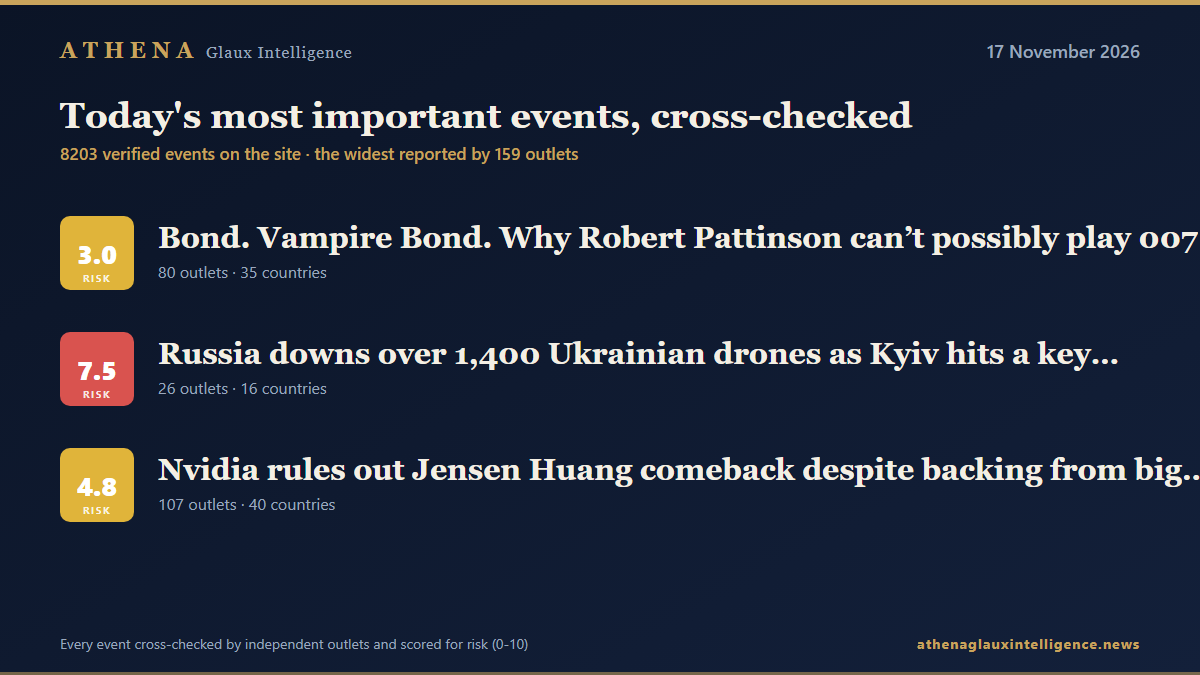 ATHENA Glaux Intelligence
17 November 2026
Today's most important events, cross-checked
8203 verified events on the site · the widest reported by 159 outlets
3.0
RISK
Bond. Vampire Bond. Why Robert Pattinson can’t possibly play 007
80 outlets · 35 countries
7.5
RISK
Russia downs over 1,400 Ukrainian drones as Kyiv hits a key…
26 outlets · 16 countries
4.8
RISK
Nvidia rules out Jensen Huang comeback despite backing from big…
107 outlets · 40 countries
Every event cross-checked by independent outlets and scored for risk (0-10)
athenaglauxintelligence.news